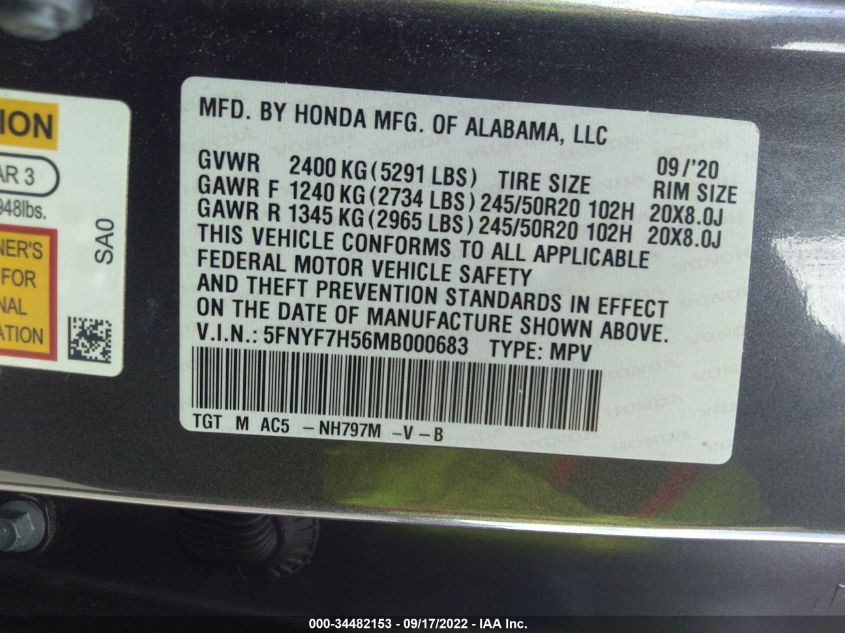 ION
AR 3
948lbs.
NER'S
FOR
NAL
ATION
SA0
MFD. BY HONDA MFG. OF ALABAMA, LLC
GVWR 2400 KG (5291 LBS) TIRE SIZE 09/'20 RIM SIZE
GAWR F 1240 KG (2734 LBS) 245/50R20 102H 20X8.0J
GAWR R 1345 KG (2965 LBS) 245/50R20 102H 20X8.0J
THIS VEHICLE CONFORMS TO ALL APPLICABLE
FEDERAL MOTOR VEHICLE SAFETY
AND THEFT PREVENTION STANDARDS IN EFFECT
ON THE DATE OF MANUFACTURE SHOWN ABOVE.
V.I.N.: 5FNYF7H56MB000683 TYPE: MPV
TGT M AC5 -NH797M -V -B
000-34482153 - 09/17/2022 - IAA Inc.